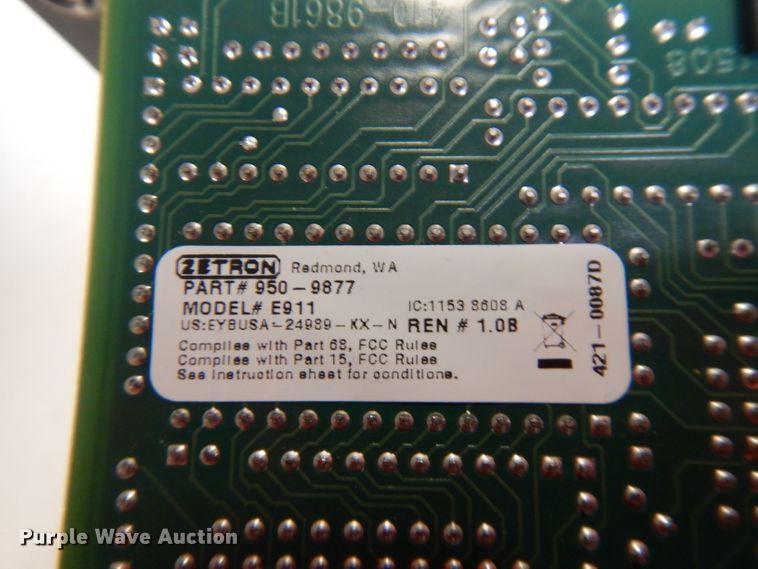 410-9861B
4508
ZETRON Redmond, WA
PART# 950-9877
MODEL# E911 IC:1153 8608 A
US:EYBUSA-24989-KX-N REN # 1.0B
Complies with Part 68, FCC Rules
Complies with Part 15, FCC Rules
See instruction sheet for conditions.
421-0087D
Purple Wave Auction